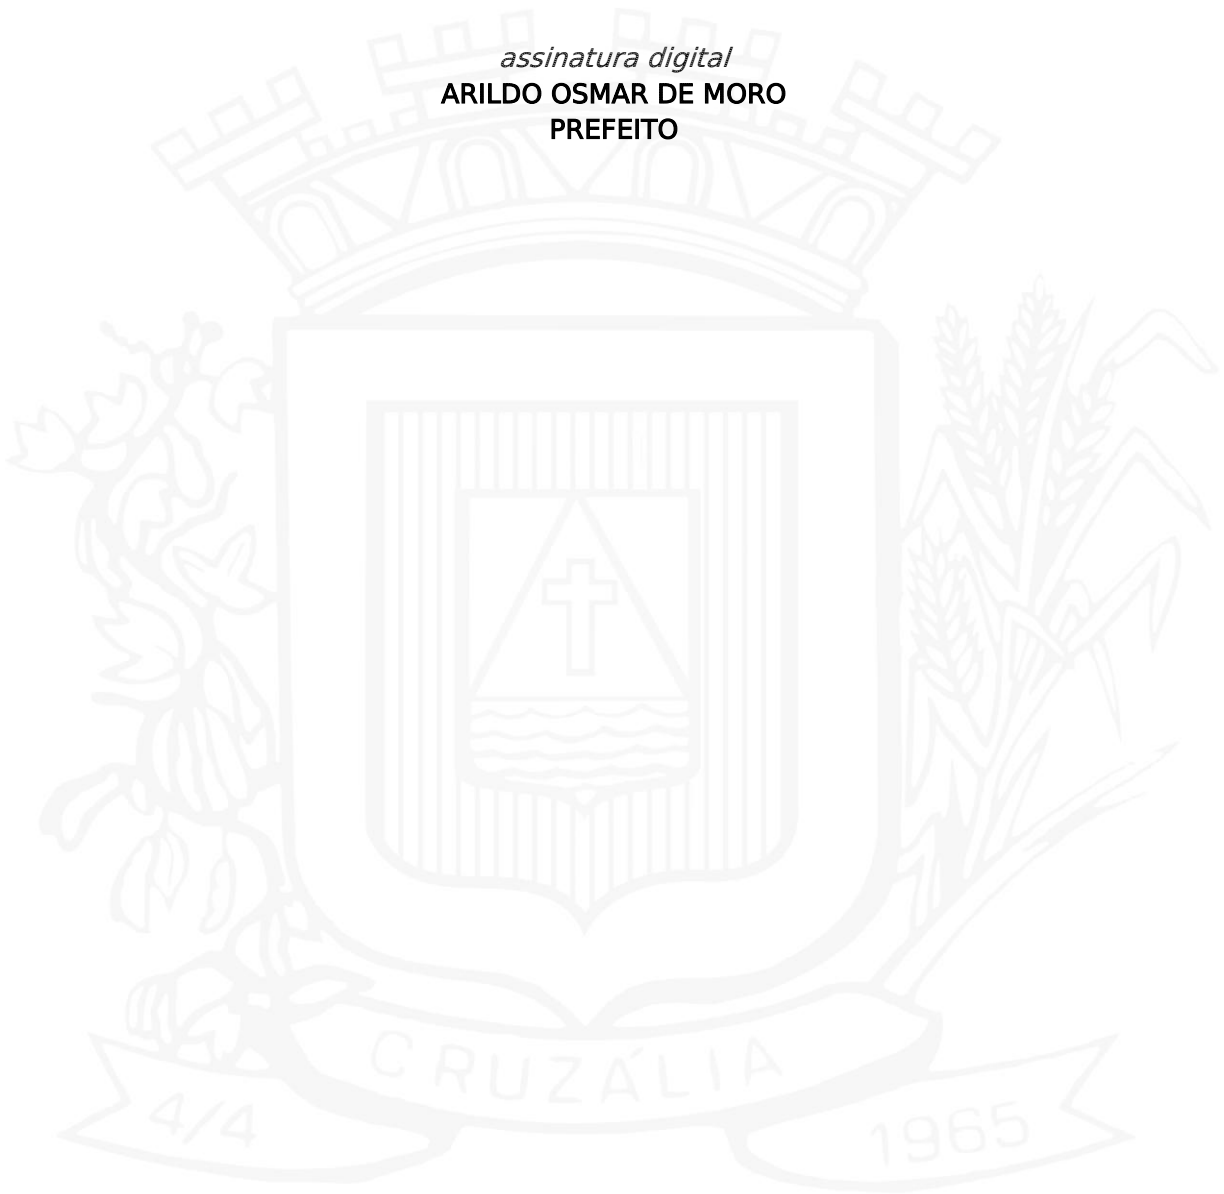 assinatura digital
ARILDO OSMAR DE MORO
PREFEITO
CRUZÁLIA
4/4
1965